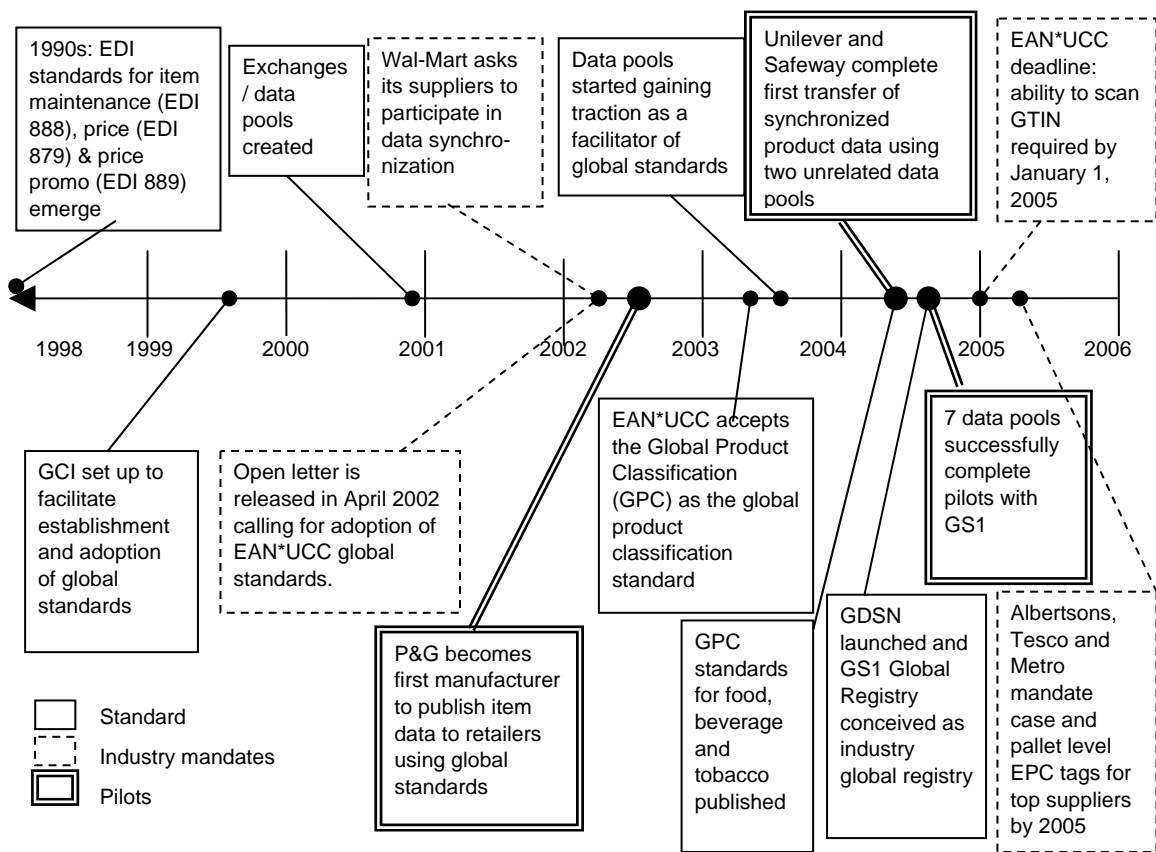 1990s: EDI
standards for item
maintenance (EDI
888), price (EDI
879) & price
promo (EDI 889)
emerge
Exchanges
/ data
pools
created
Wal-Mart asks
its suppliers to
participate in
data synchro-
nization
Data pools
started gaining
traction as a
facilitator of
global standards
Unilever and
Safeway complete
first transfer of
synchronized
product data using
two unrelated data
pools
EAN*UCC
deadline:
ability to scan
GTIN
required by
January 1,
2005
1998 1999 2000 2001 2002 2003 2004 2005 2006
GCI set up to
facilitate
establishment
and adoption
of global
standards
Open letter is
released in April 2002
calling for adoption of
EAN*UCC global
standards.
P&G becomes
first manufacturer
to publish item
data to retailers
using global
standards
EAN*UCC accepts
the Global Product
Classification
(GPC) as the global
product
classification
standard
GPC
standards
for food,
beverage
and
tobacco
published
GDSN
launched and
GS1 Global
Registry
conceived as
industry
global registry
7 data pools
successfully
complete
pilots with
GS1
Albertsons,
Tesco and
Metro
mandate
case and
pallet level
EPC tags for
top suppliers
by 2005
Standard
Industry mandates
Pilots